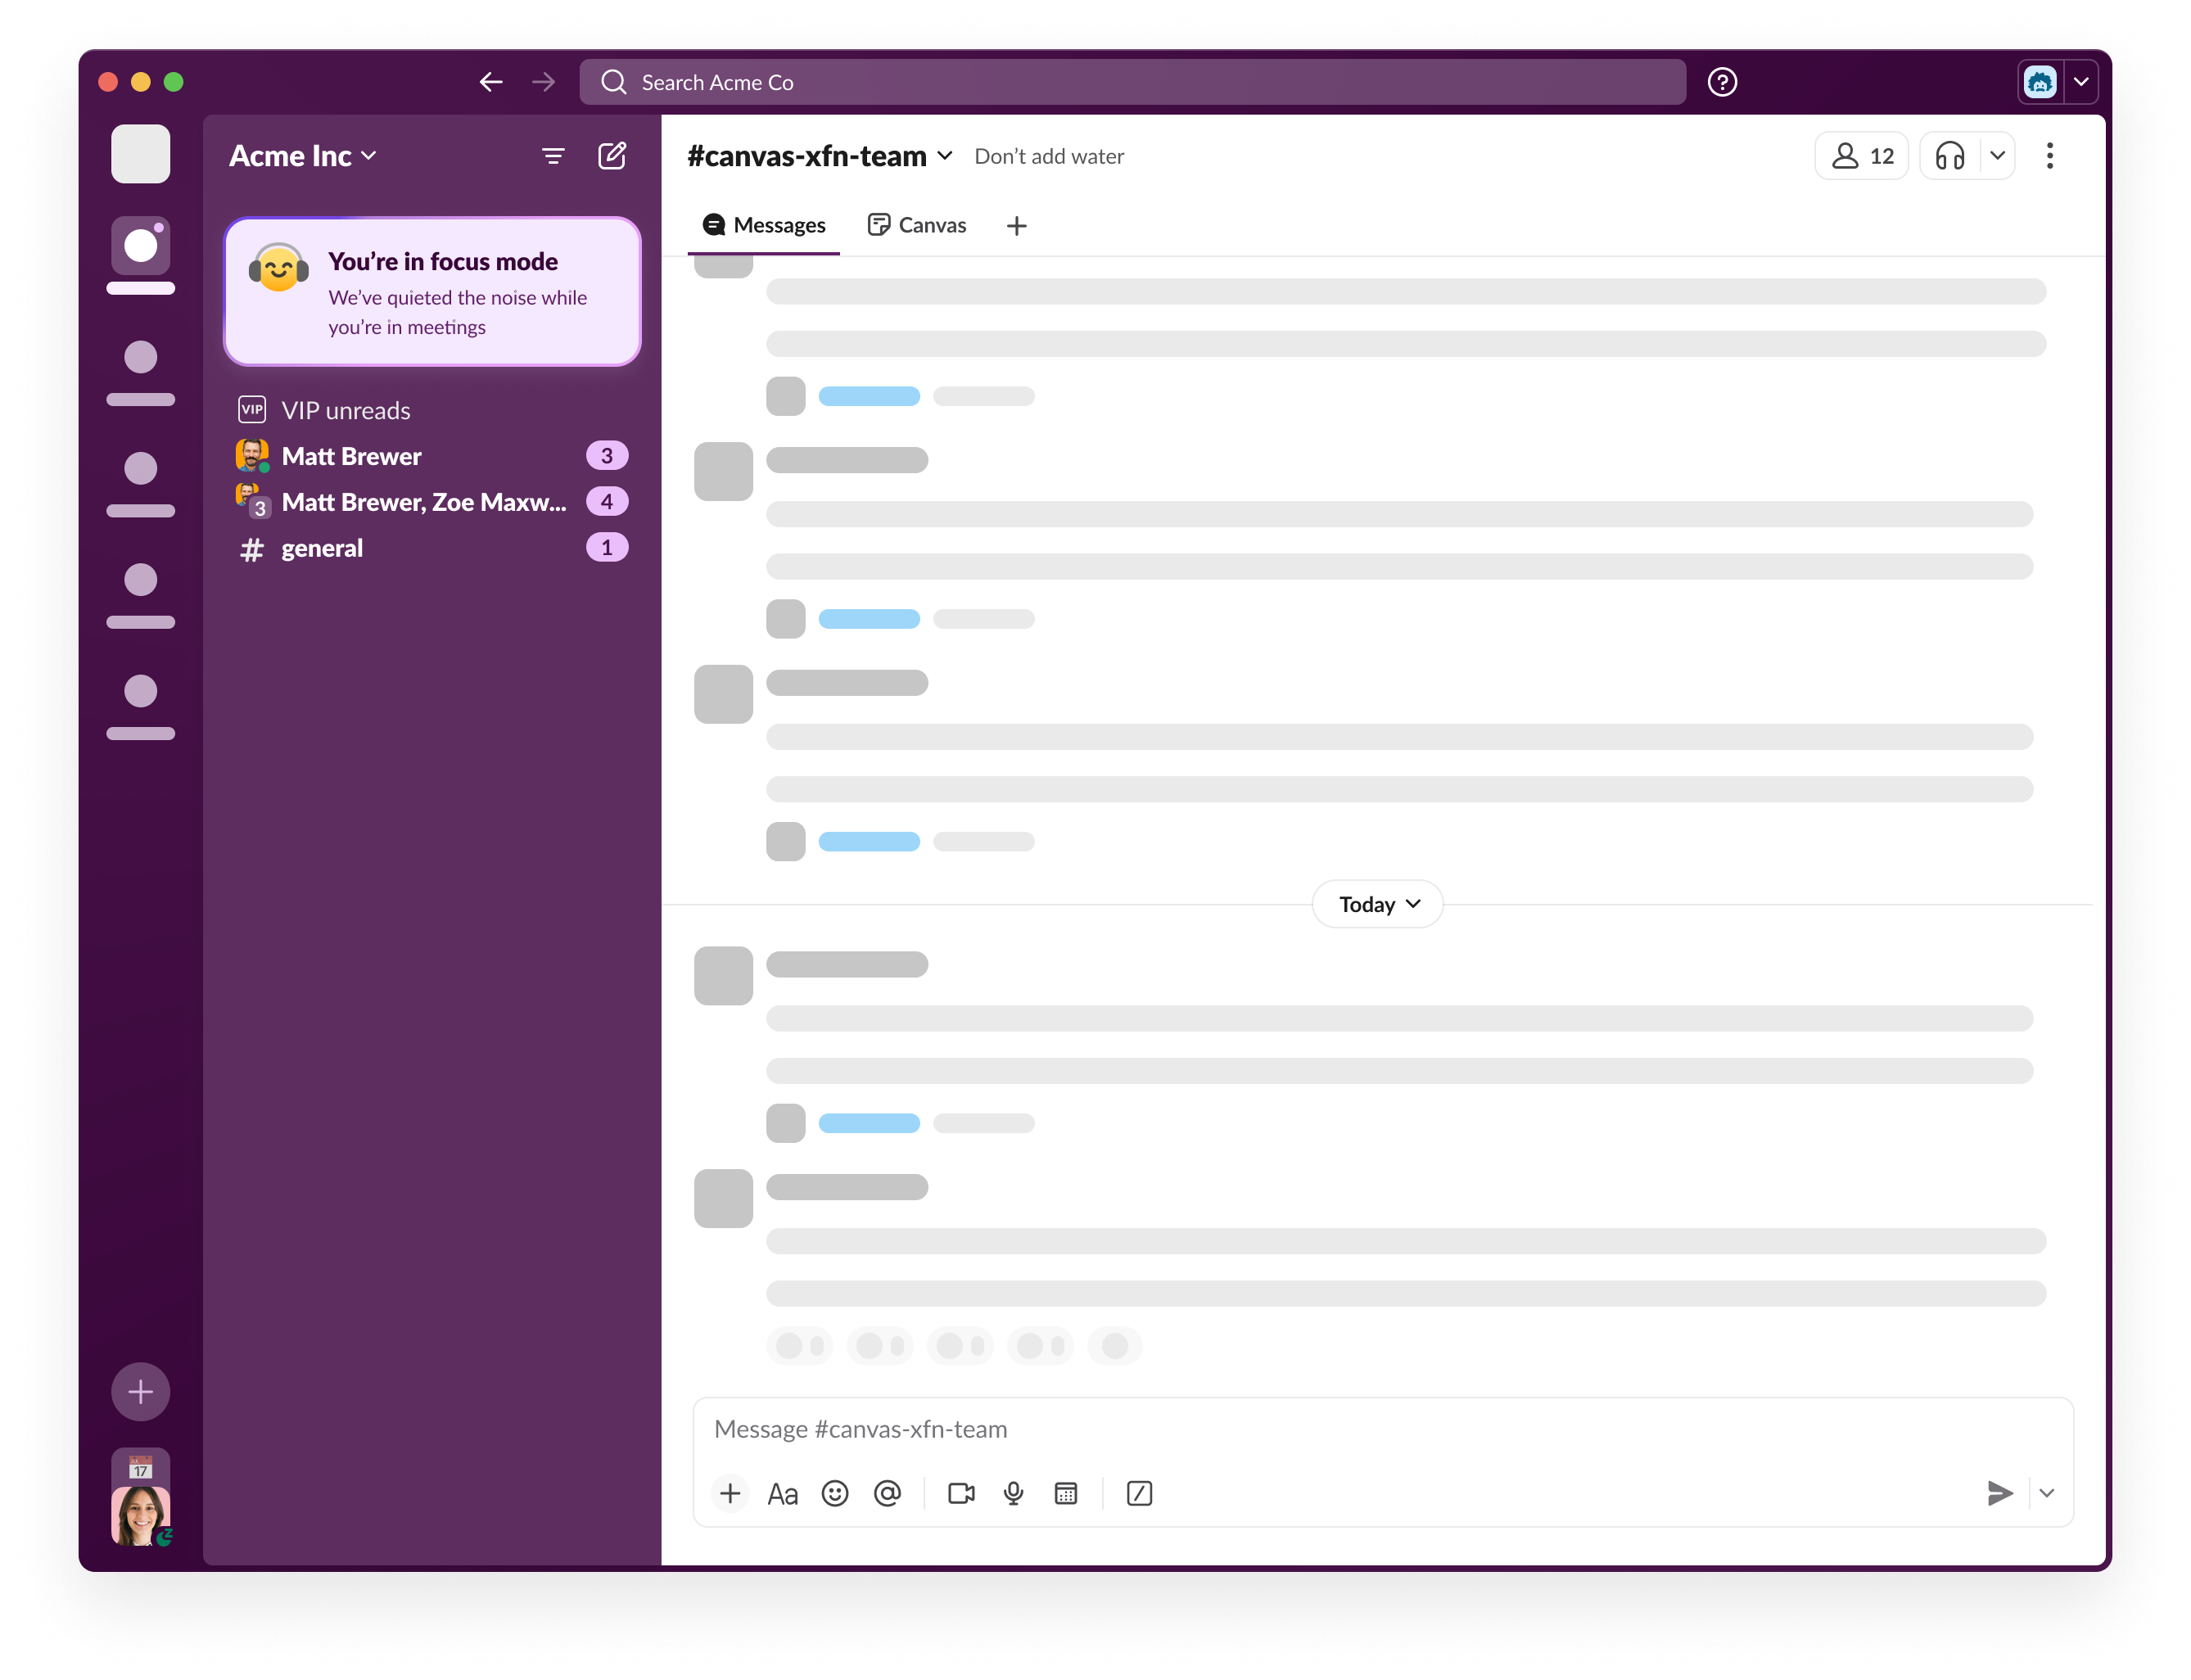 Search Acme Co
Acme Inc
#canvas-xfn-team
Don’t add water
12
Messages
Canvas
You’re in focus mode
We’ve quieted the noise while
you’re in meetings
VIP
VIP unreads
Matt Brewer
3
3
Matt Brewer, Zoe Maxw...
4
# general
1
Today
Message #canvas-xfn-team
Aa
17